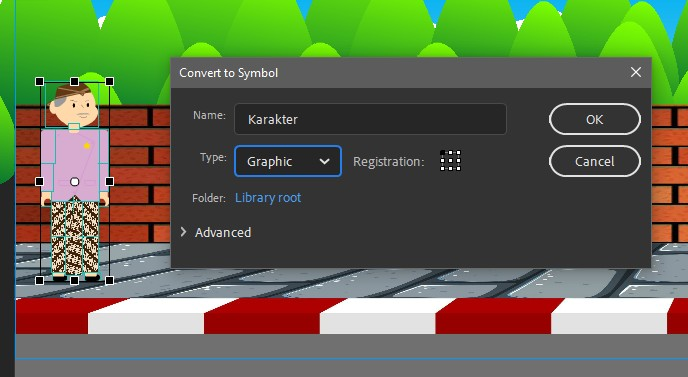 Convert to Symbol
Name: Karakter OK
Type: Graphic Registration: Cancel
Folder: Library root
Advanced